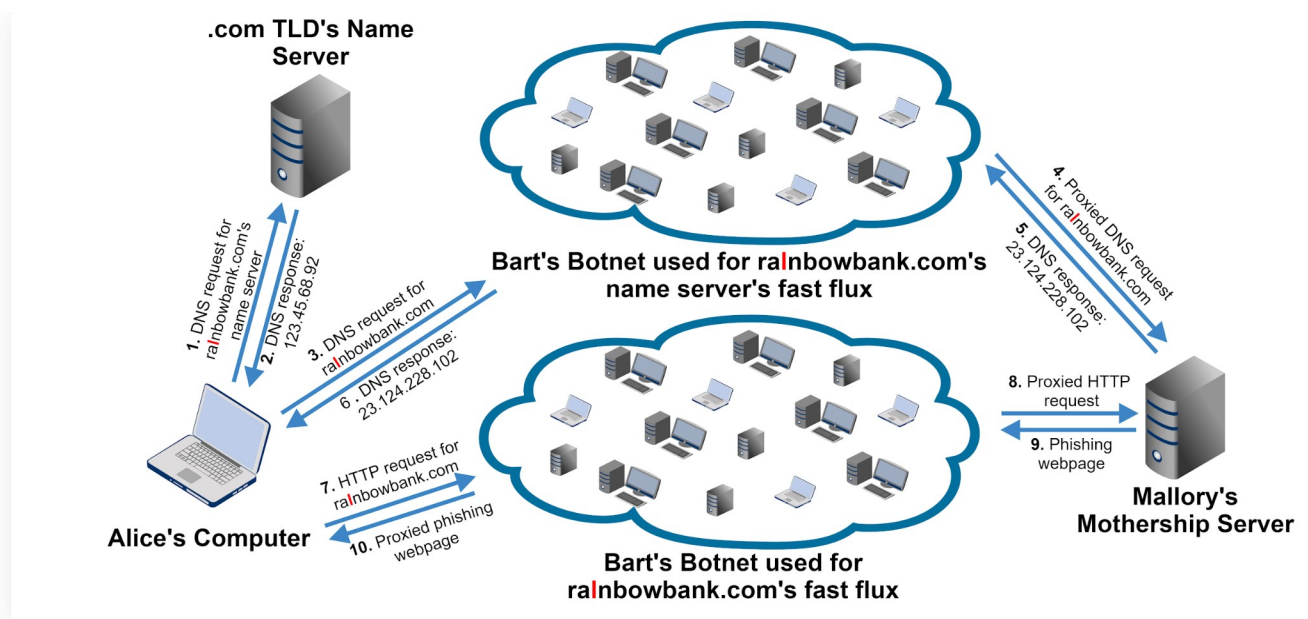 .com TLD's Name
Server
1. DNS request for
raInbowbank.com's
name server
2. DNS response:
123.45.68.92
3. DNS request for
raInbowbank.com
6 . DNS response:
23.124.228.102
Bart's Botnet used for raInbowbank.com's
name server's fast flux
4. Proxied DNS request
for raInbowbank.com
5. DNS response:
23.124.228.102
7. HTTP request for
raInbowbank.com
10. Proxied phishing
webpage
8. Proxied HTTP
request
9. Phishing
webpage
Alice's Computer
Mallory's
Mothership Server
Bart's Botnet used for
raInbowbank.com's fast flux